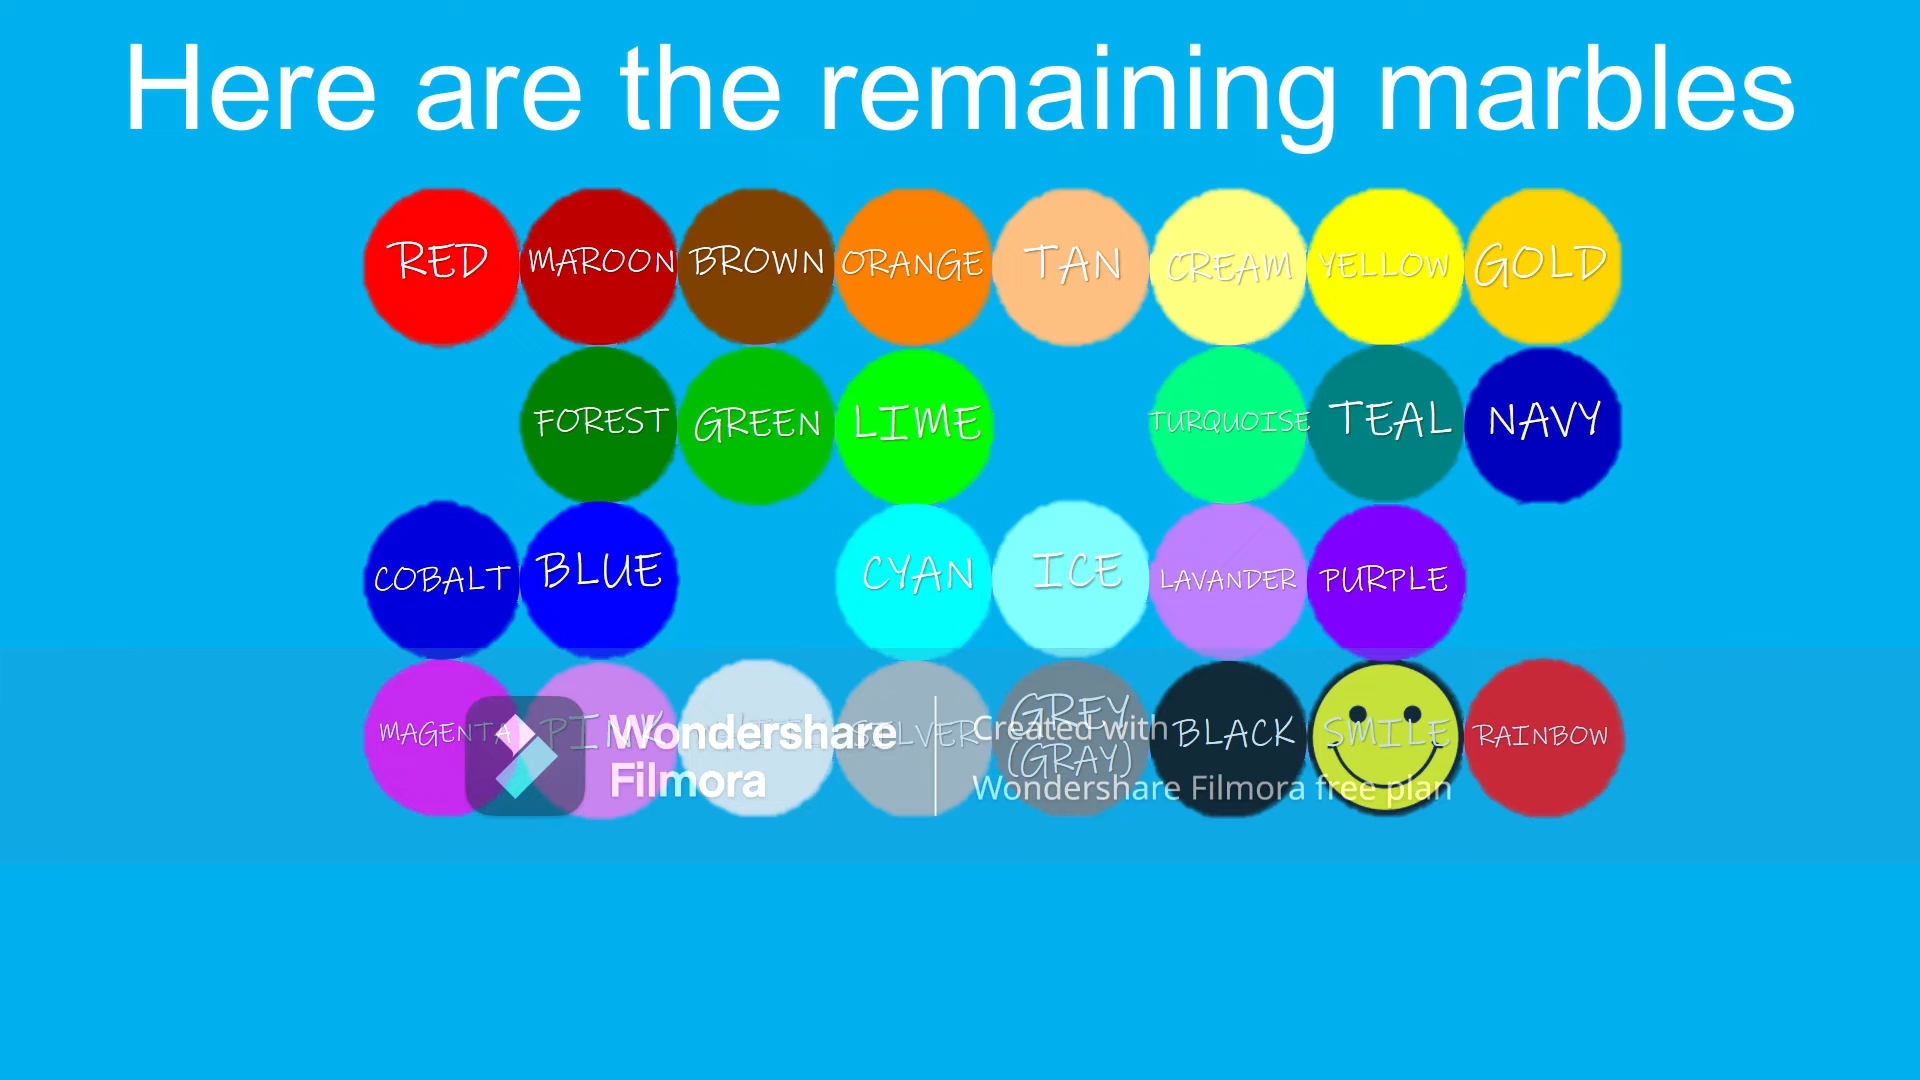 Here are the remaining marbles
RED MAROON BROWN ORANGE TAN CREAM YELLOW GOLD
FOREST GREEN LIME TURQUOISE TEAL NAVY
COBALT BLUE CYAN ICE LAVANDER PURPLE
MAGENTA PINK SILVER GREY (GRAY) BLACK SMILE RAINBOW
Wondershare
Filmora
Created with
Wondershare Filmora free plan